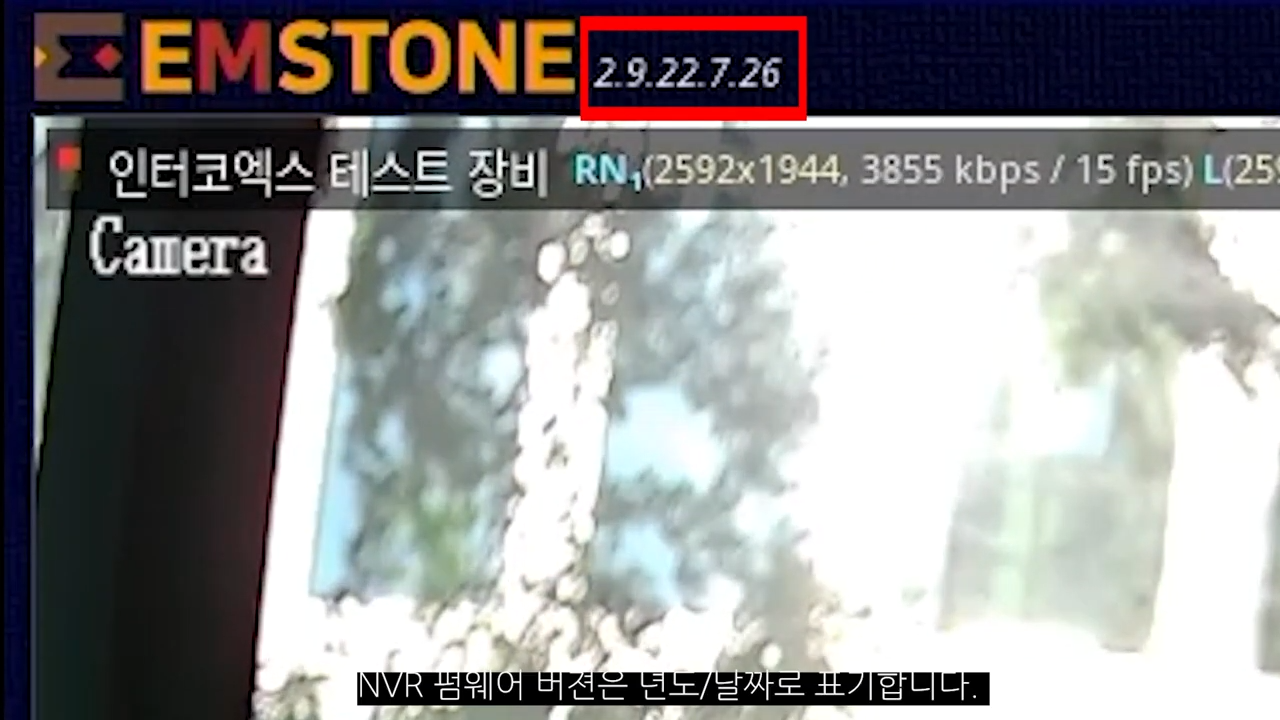 EMSTONE 2.9.22.7.26
인터코엑스 테스트 장비 RN1(2592x1944, 3855 kbps / 15 fps) L(259
Camera
NVR 펌웨어 버젼은 년도/날짜로 표기합니다.